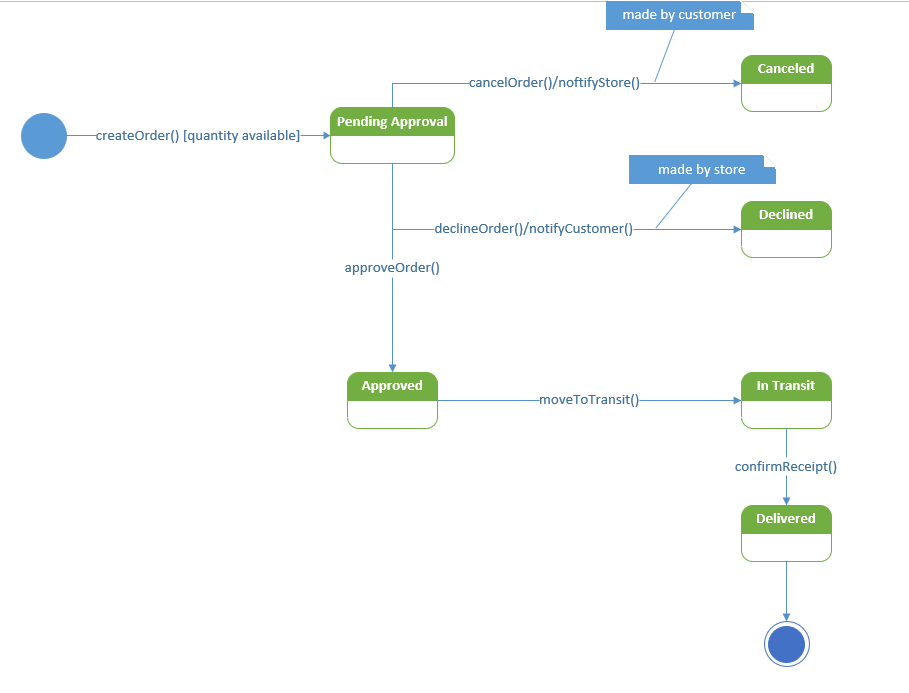 made by customer
Canceled
cancelOrder()/noftifyStore()
Pending Approval
createOrder() [quantity available]
made by store
Declined
declineOrder()/notifyCustomer()
approveOrder()
Approved
In Transit
moveToTransit()
confirmReceipt()
Delivered